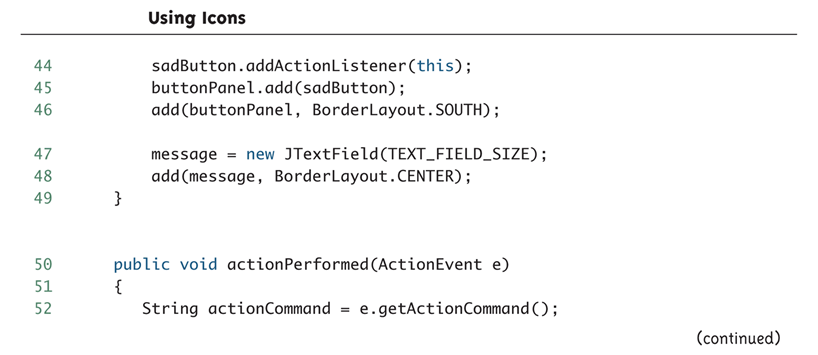 Using Icons
44 sadButton.addActionListener(this);
45 buttonPanel.add(sadButton);
46 add(buttonPanel, BorderLayout.SOUTH);
47 message = new JTextField(TEXT_FIELD_SIZE);
48 add(message, BorderLayout.CENTER);
49 }
50 public void actionPerformed(ActionEvent e)
51 {
52 String actionCommand = e.getActionCommand();
(continued)